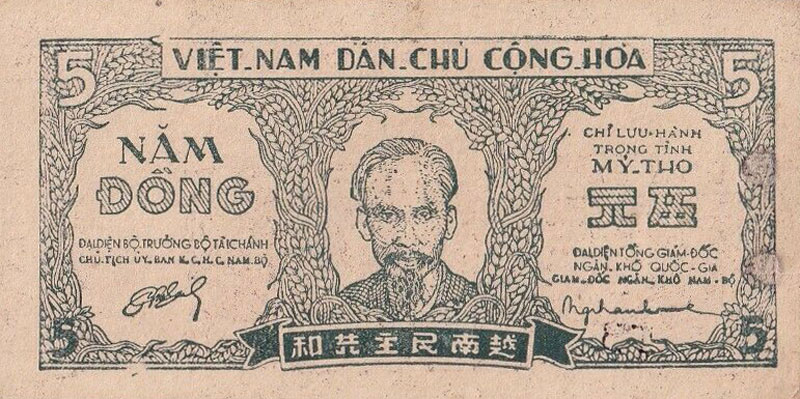 5 VIỆT-NAM DÂN-CHỦ CỘNG-HÒA 5
NĂM
ĐỒNG
ĐẠI DIỆN BỘ TRƯỞNG BỘ TÀI CHÁNH
CHỦ TỊCH ỦY BAN K.C.H.C. NAM BỘ
CHỈ LƯU-HÀNH
TRONG TỈNH
MỸ-THO
元伍
ĐẠI DIỆN TỔNG GIÁM-ĐỐC
NGÂN-KHỐ QUỐC-GIA
GIÁM-ĐỐC NGÂN-KHỐ NAM-BỘ
5 和共主民南越 5